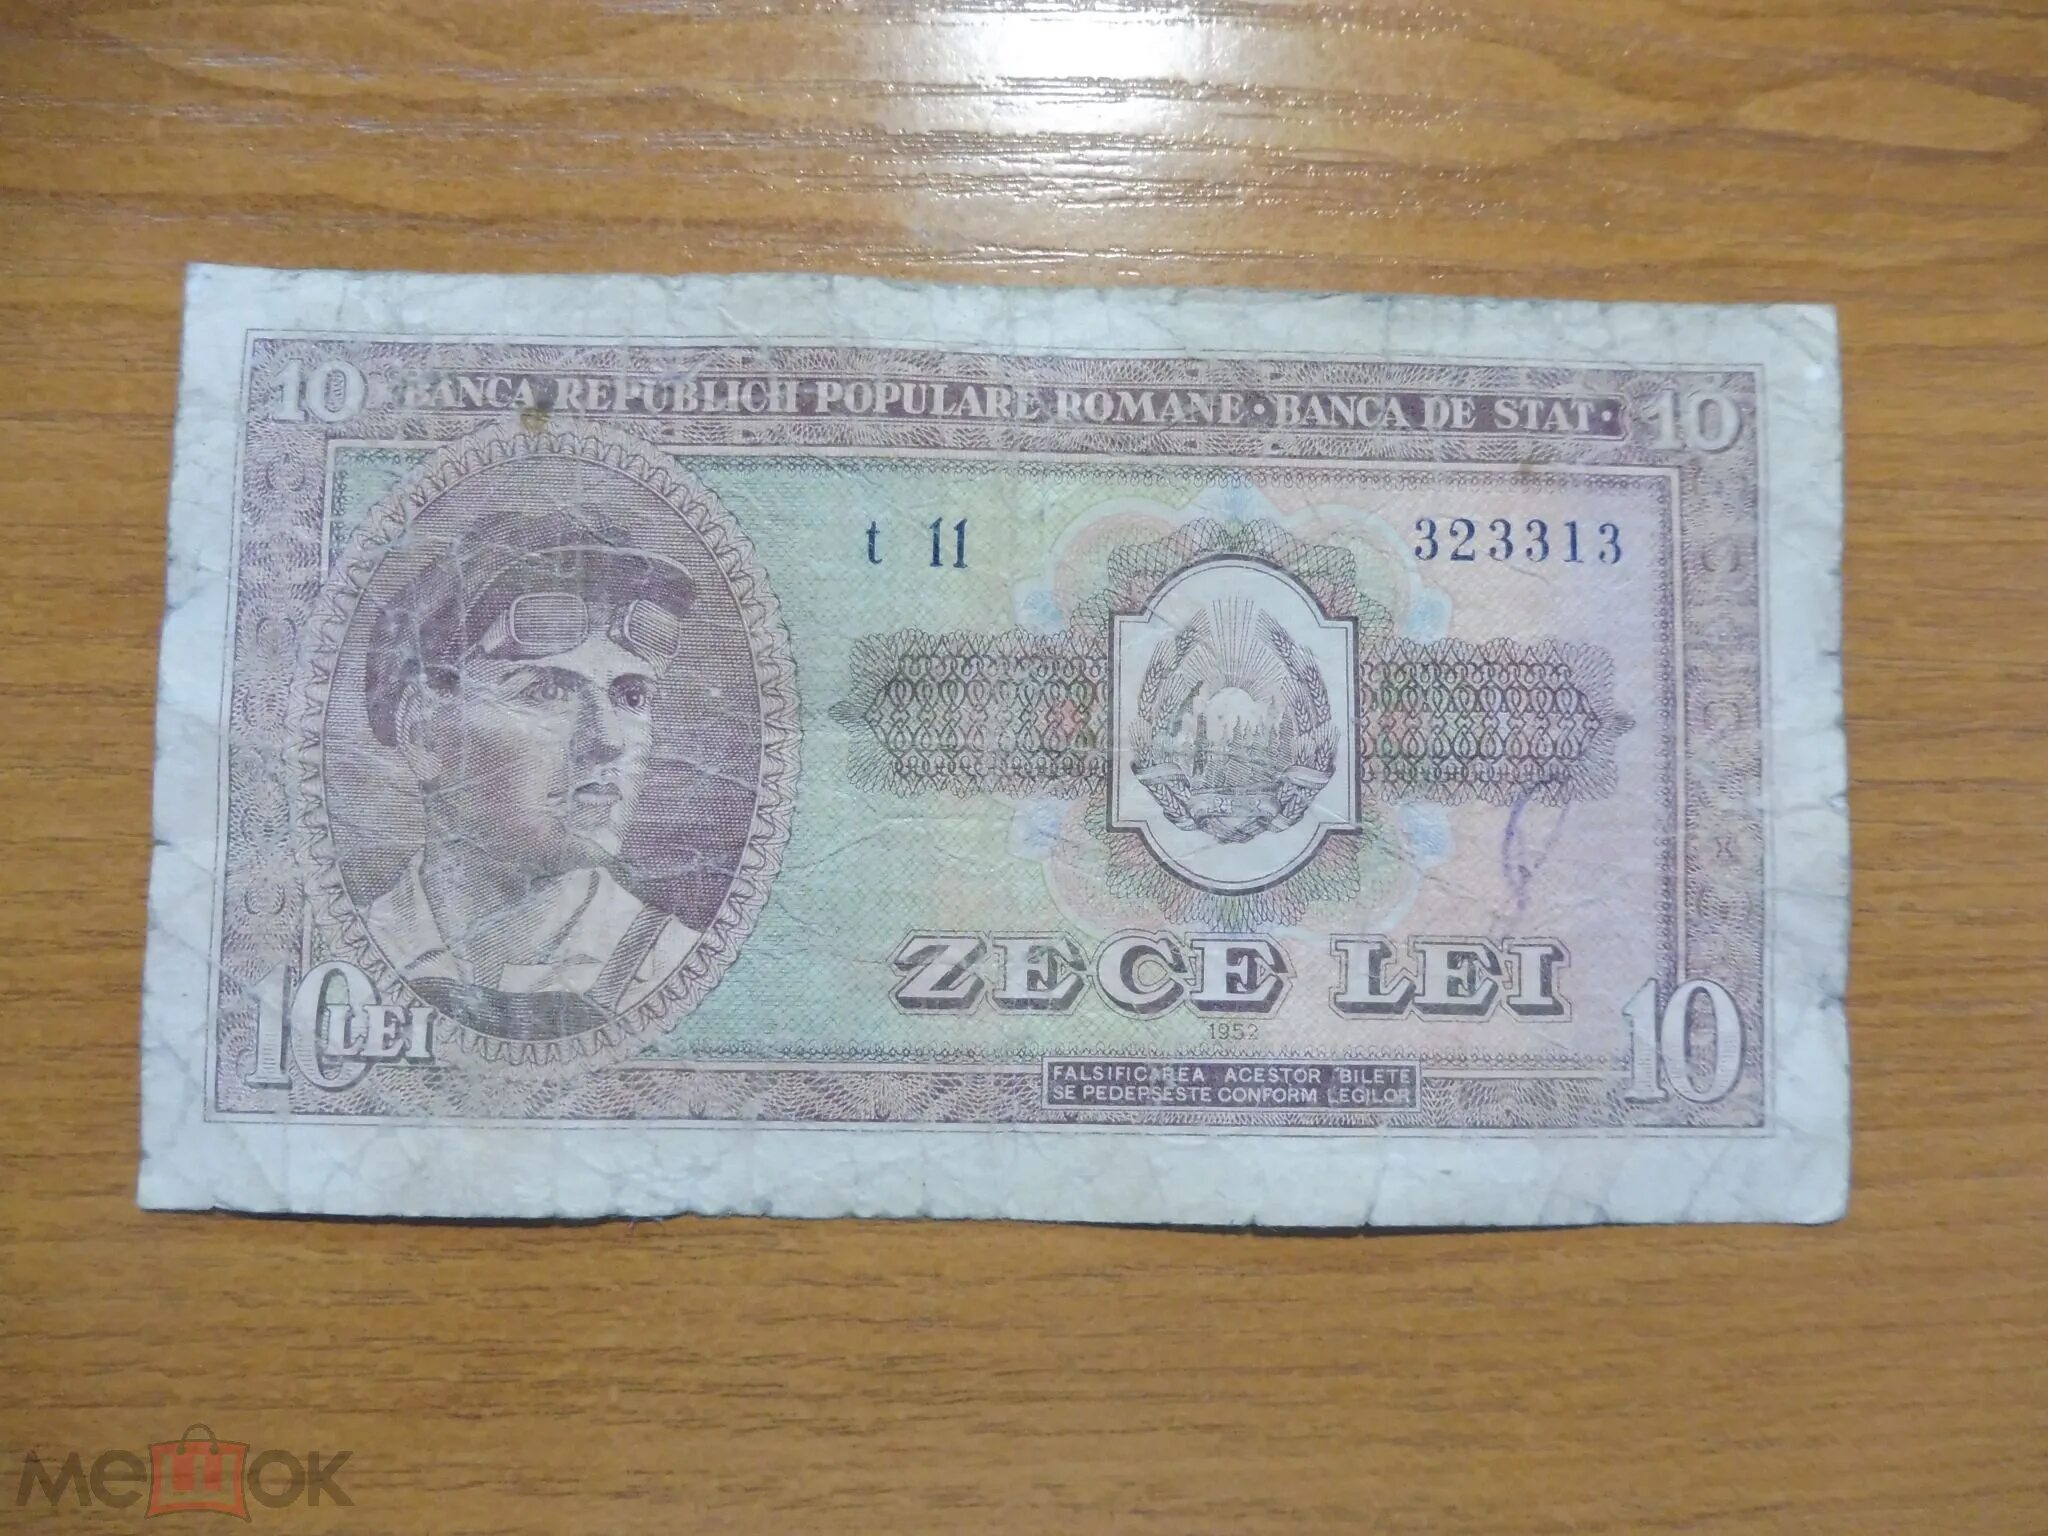 10 BANCA REPUBLICII POPULARE ROMANE · BANCA DE STAT · 10
t 11 323313
ZECE LEI
1952
10 LEI
10
FALSIFICAREA ACESTOR BILETE
SE PEDEPSESTE CONFORM LEGILOR
мешок